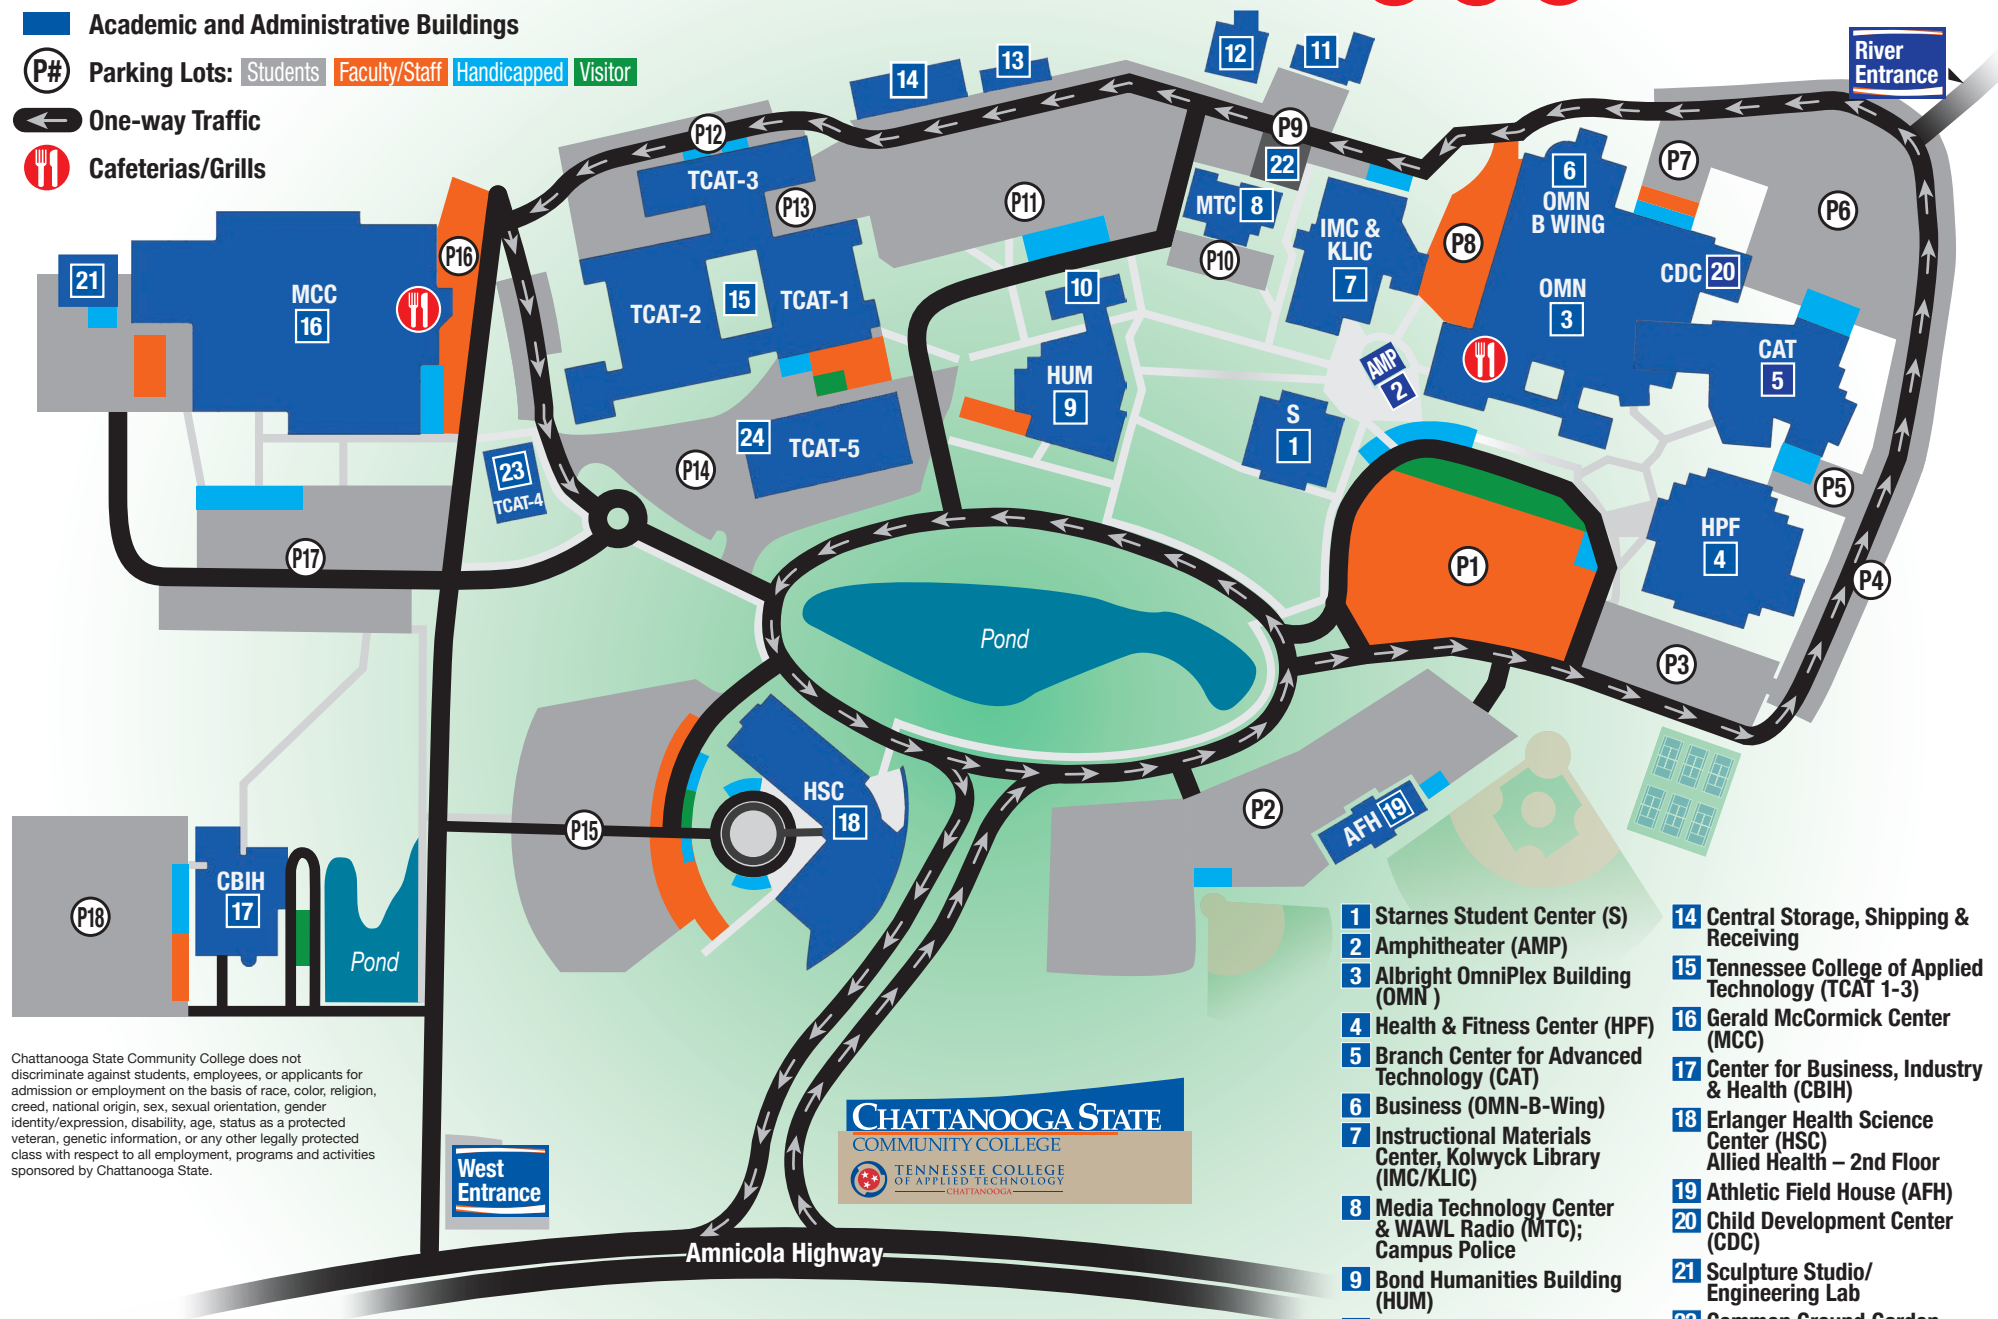 Academic and Administrative Buildings
P# Parking Lots: Students Faculty/Staff Handicapped Visitor
One-way Traffic
Cafeterias/Grills
River
Entrance
12
11
13
14
P12
P9
22
TCAT-3
P13
P11
MTC 8
P10
IMC &
KLIC
7
P8
6
OMN
B WING
P7
P6
CDC 20
OMN
3
P16
21
MCC
16
TCAT-2
15
TCAT-1
10
HUM
9
AMP
2
CAT
5
S
1
24
TCAT-5
P14
23
TCAT-4
P5
HPF
4
P17
P1
P4
Pond
P3
HSC
18
P15
P2
AFH 19
CBIH
17
P18
Pond
Chattanooga State Community College does not
discriminate against students, employees, or applicants for
admission or employment on the basis of race, color, religion,
creed, national origin, sex, sexual orientation, gender
identity/expression, disability, age, status as a protected
veteran, genetic information, or any other legally protected
class with respect to all employment, programs and activities
sponsored by Chattanooga State.
West
Entrance
CHATTANOOGA STATE
COMMUNITY COLLEGE
TENNESSEE COLLEGE
OF APPLIED TECHNOLOGY
CHATTANOOGA
Amnicola Highway
1 Starnes Student Center (S)
2 Amphitheater (AMP)
3 Albright OmniPlex Building
(OMN )
4 Health & Fitness Center (HPF)
5 Branch Center for Advanced
Technology (CAT)
6 Business (OMN-B-Wing)
7 Instructional Materials
Center, Kolwyck Library
(IMC/KLIC)
8 Media Technology Center
& WAWL Radio (MTC);
Campus Police
9 Bond Humanities Building
(HUM)
14 Central Storage, Shipping &
Receiving
15 Tennessee College of Applied
Technology (TCAT 1-3)
16 Gerald McCormick Center
(MCC)
17 Center for Business, Industry
& Health (CBIH)
18 Erlanger Health Science
Center (HSC)
Allied Health – 2nd Floor
19 Athletic Field House (AFH)
20 Child Development Center
(CDC)
21 Sculpture Studio/
Engineering Lab
22 Common Ground Garden